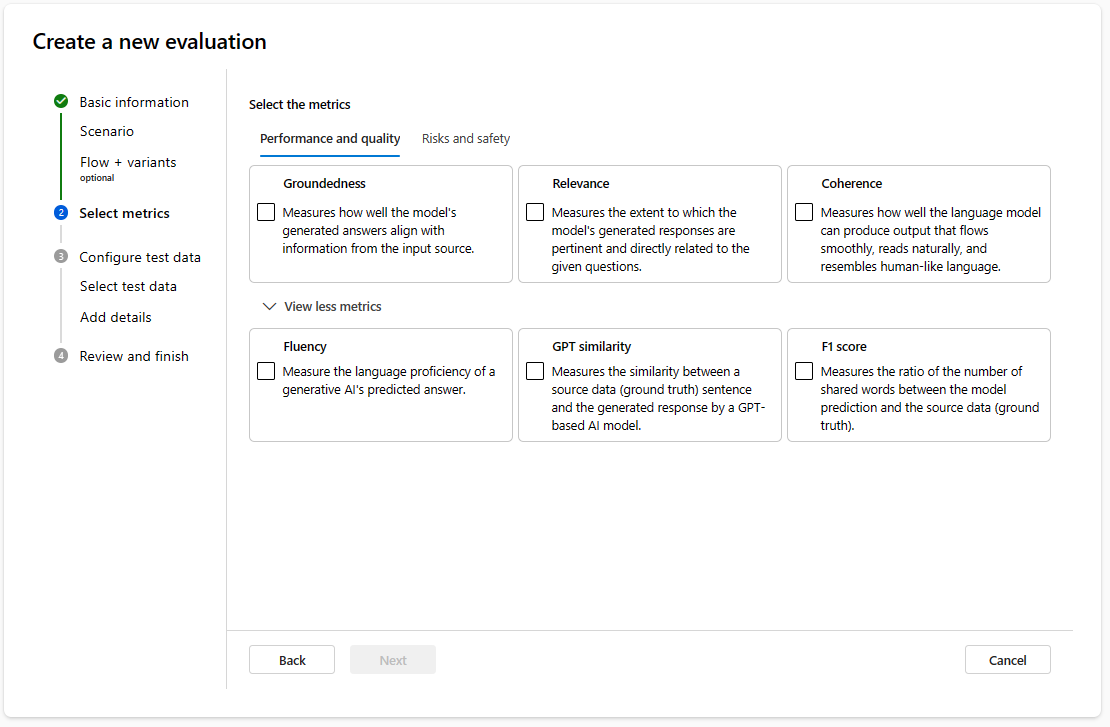 Create a new evaluation
Basic information
Scenario
Flow + variants
optional
2 Select metrics
3 Configure test data
Select test data
Add details
4 Review and finish
Select the metrics
Performance and quality Risks and safety
Groundedness
Measures how well the model's
generated answers align with
information from the input source.
Relevance
Measures the extent to which the
model's generated responses are
pertinent and directly related to the
given questions.
Coherence
Measures how well the language model
can produce output that flows
smoothly, reads naturally, and
resembles human-like language.
View less metrics
Fluency
Measure the language proficiency of a
generative AI's predicted answer.
GPT similarity
Measures the similarity between a
source data (ground truth) sentence
and the generated response by a GPT-
based AI model.
F1 score
Measures the ratio of the number of
shared words between the model
prediction and the source data (ground
truth).
Back Next Cancel